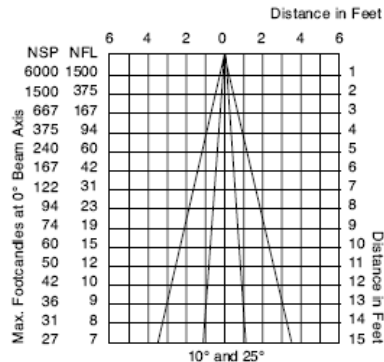 Distance in Feet
NSP NFL 6 4 2 0 2 4 6
6000 1500 1
1500 375 2
667 167 3
375 94 4
240 60 5
167 42 6
122 31 7
94 23 8
74 19 9
60 15 10
50 12 11
42 10 12
36 9 13
31 8 14
27 7 15
10° and 25°
Max. Footcandles at 0° Beam Axis
Distance in Feet